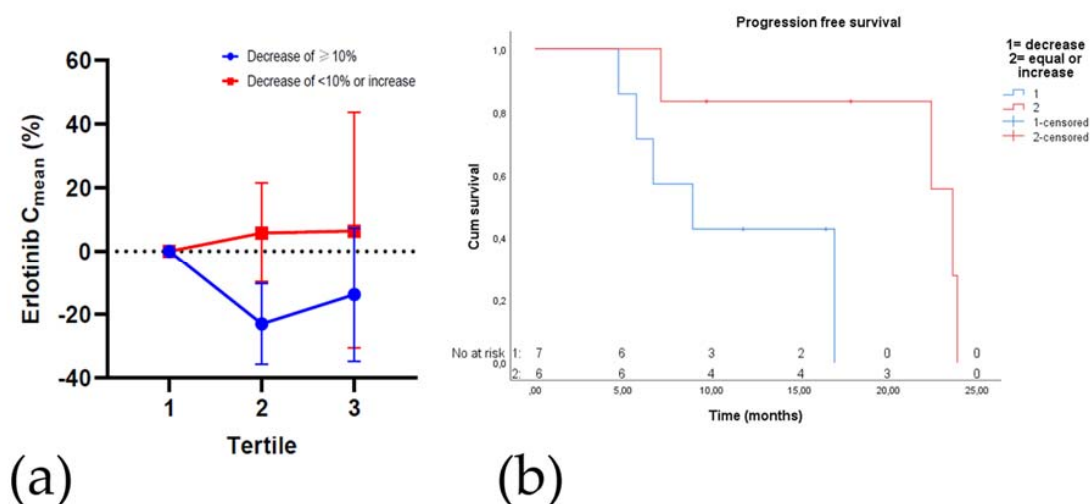 Decrease of ≥10%
Decrease of <10% or increase
60
40
20
0
-20
-40
Erlotinib Cmean (%)
1 2 3
Tertile
(a)
Progression free survival
1= decrease
2= equal or
increase
1
2
1-censored
2-censored
1,0
0,8
0,6
0,4
0,2
0,0
Cum survival
No at risk 1: 7 6 3 2 0 0
2: 6 6 4 4 3 0
,00 5,00 10,00 15,00 20,00 25,00
Time (months)
(b)